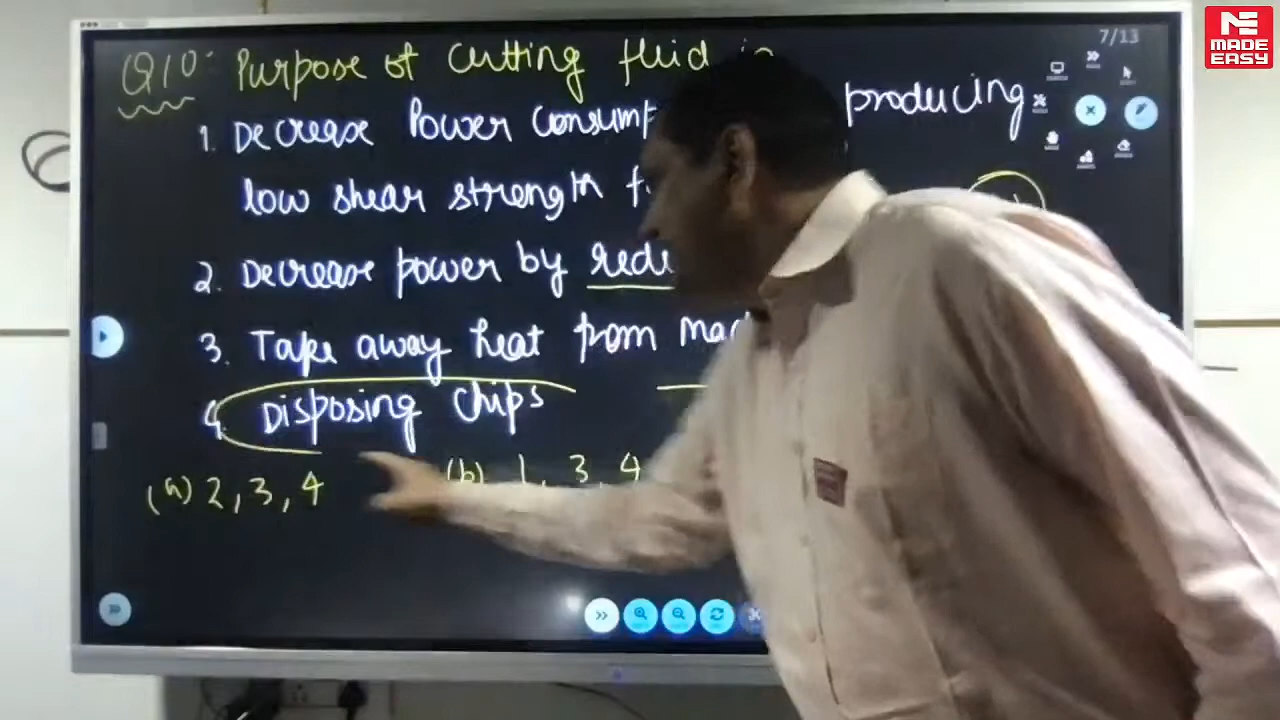 MADE EASY
7/13
Q10: Purpose of Cutting fluid
1. Decrease Power Consump producing
low shear strength
2. Decrease power by redu
3. Take away heat from mac
4. Disposing chips
(a) 2, 3, 4 (b) 1, 3, 4